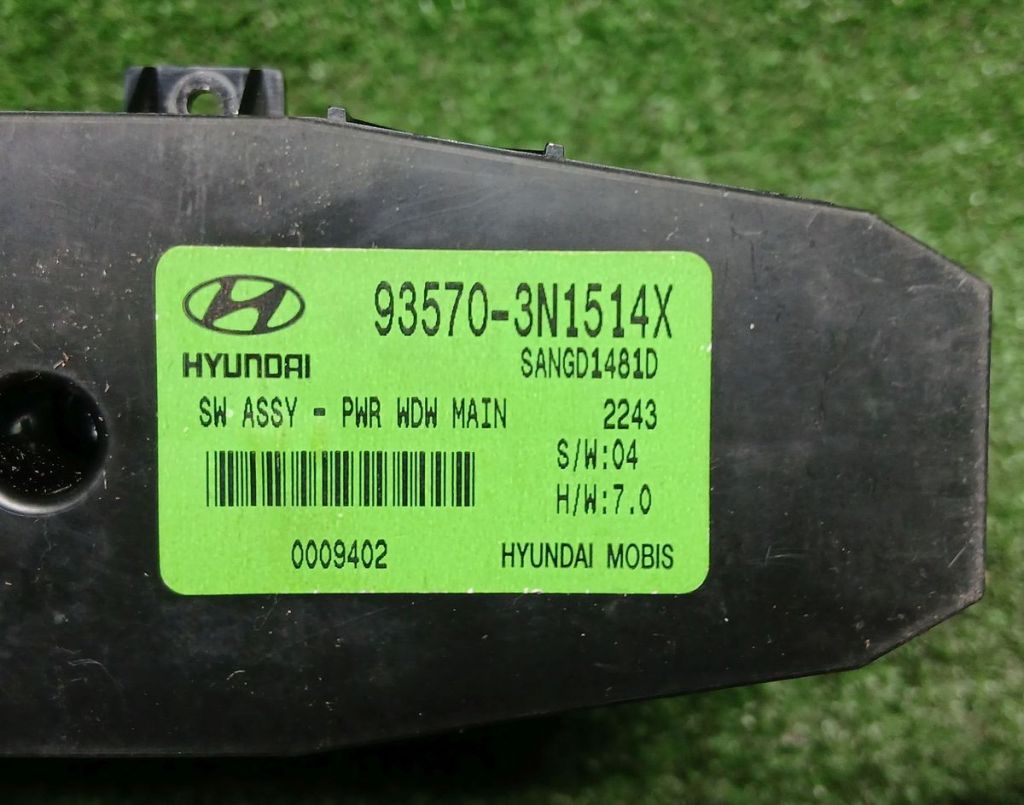 93570-3N1514X
HYUNDAI
SANGD1481D
SW ASSY - PWR WDW MAIN 2243
S/W:04
H/W:7.0
0009402
HYUNDAI MOBIS